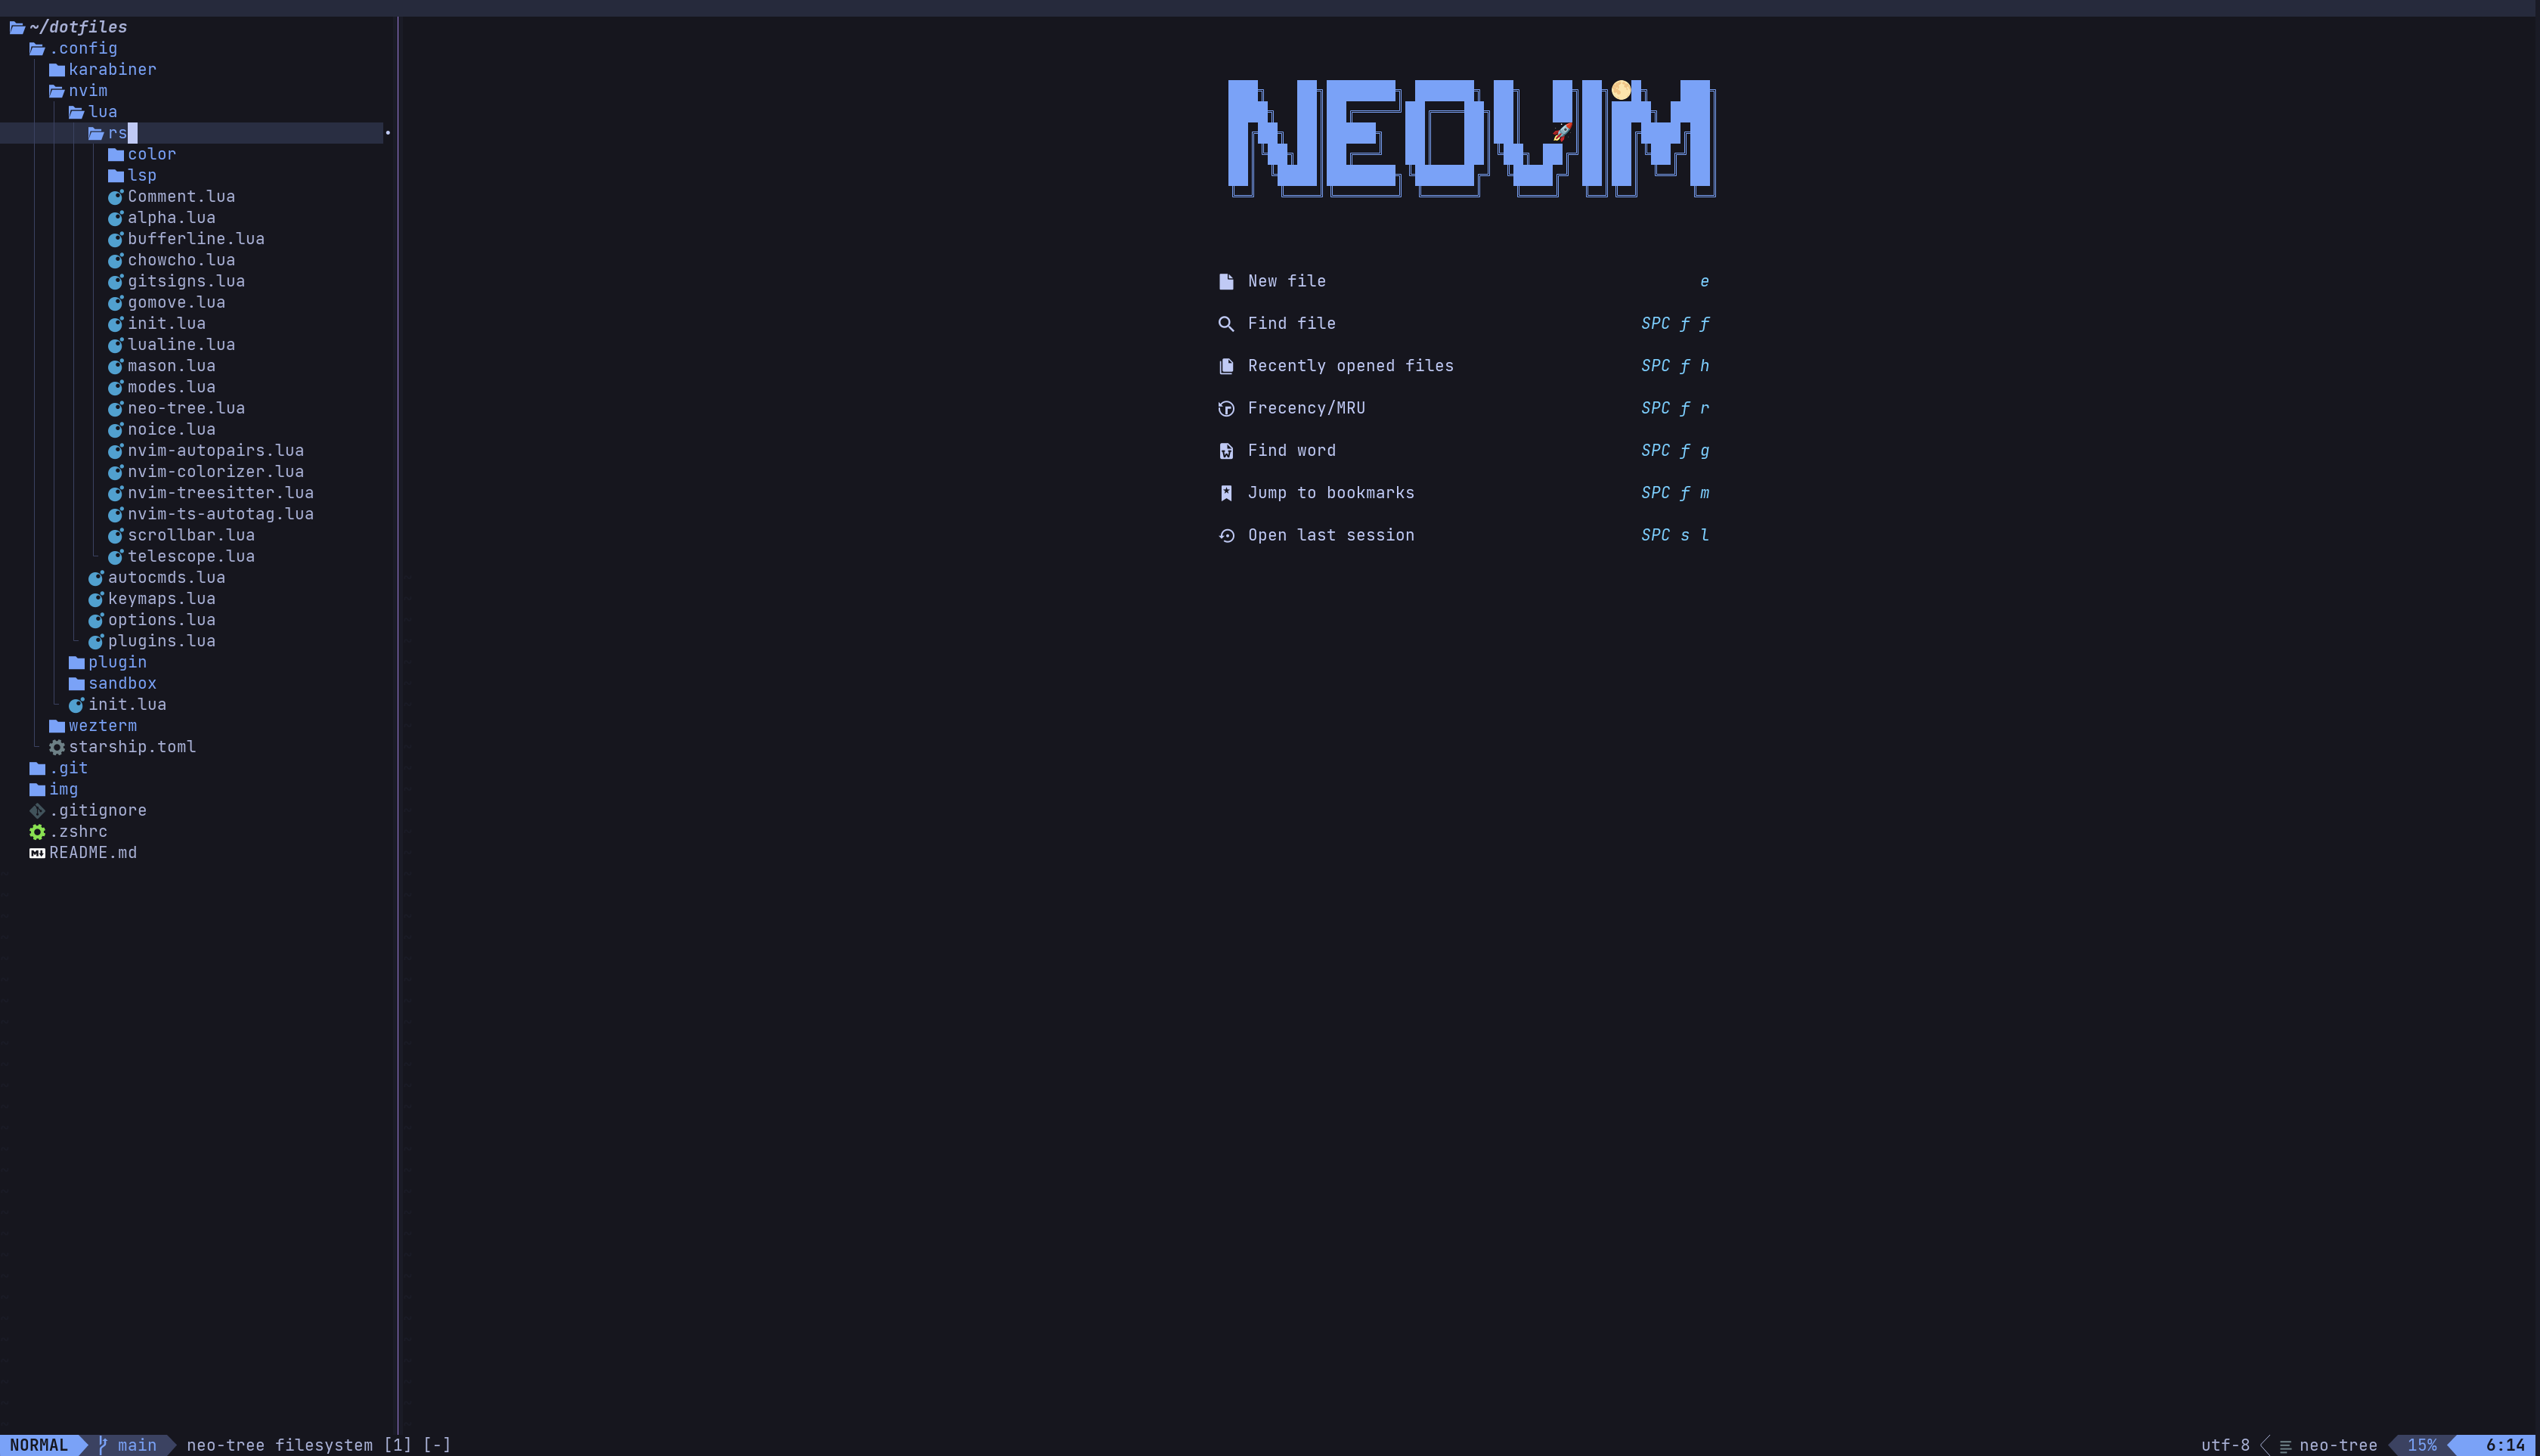 ~/dotfiles
.config
karabiner
nvim
lua
rs
color
lsp
Comment.lua
alpha.lua
bufferline.lua
chowcho.lua
gitsigns.lua
gomove.lua
init.lua
lualine.lua
mason.lua
modes.lua
neo-tree.lua
noice.lua
nvim-autopairs.lua
nvim-colorizer.lua
nvim-treesitter.lua
nvim-ts-autotag.lua
scrollbar.lua
telescope.lua
autocmds.lua
keymaps.lua
options.lua
plugins.lua
plugin
sandbox
init.lua
wezterm
starship.toml
.git
img
.gitignore
.zshrc
README.md
NEOVIM
New file e
Find file SPC f f
Recently opened files SPC f h
Frecency/MRU SPC f r
Find word SPC f g
Jump to bookmarks SPC f m
Open last session SPC s l
NORMAL main neo-tree filesystem [1] [-] utf-8 neo-tree 15% 6:14